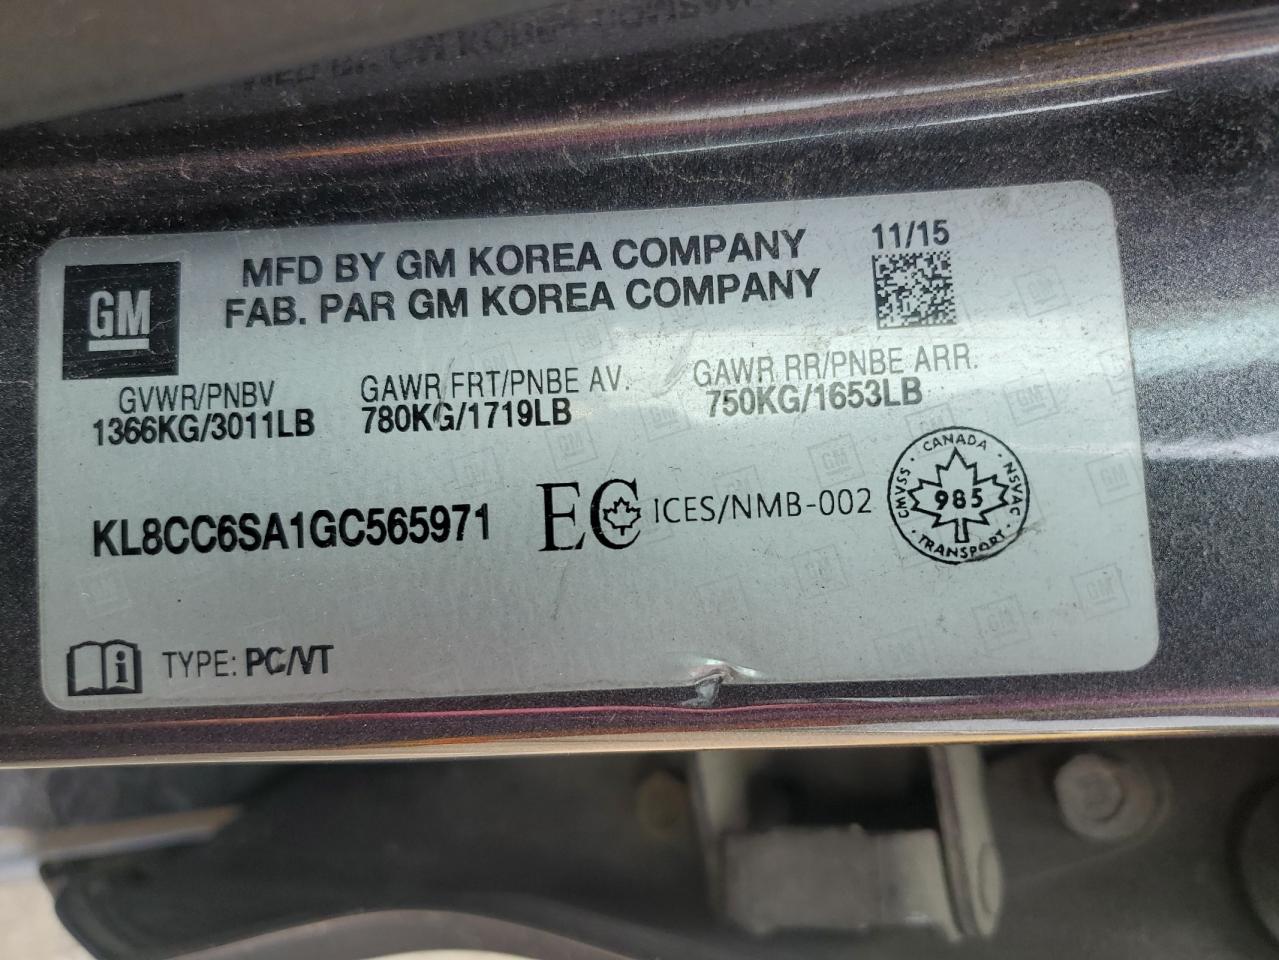 MFD BY GM KOREA COMPANY
FAB. PAR GM KOREA COMPANY
11/15
GM
GVWR/PNBV
1366KG/3011LB
GAWR FRT/PNBE AV.
780KG/1719LB
GAWR RR/PNBE ARR.
750KG/1653LB
KL8CC6SA1GC565971
EC ICES/NMB-002
CANADA
CMVSS 985 NSVAC
TRANSPORT
TYPE: PC/VT